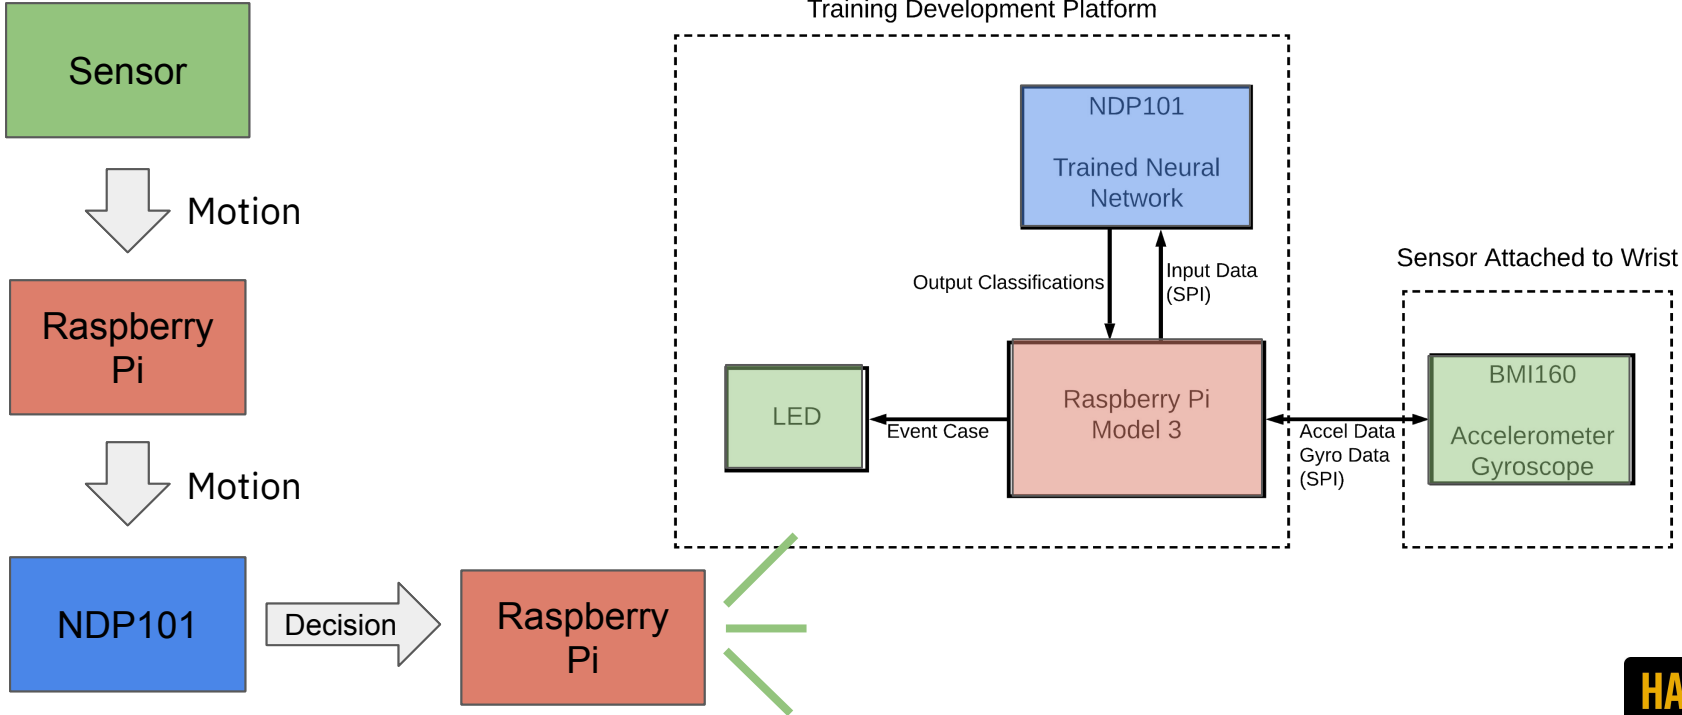 Sensor
Motion
Raspberry
Pi
Motion
NDP101
Decision
Raspberry
Pi
Training Development Platform
NDP101
Trained Neural
Network
Output Classifications
Input Data
(SPI)
LED
Event Case
Raspberry Pi
Model 3
Accel Data
Gyro Data
(SPI)
Sensor Attached to Wrist
BMI160
Accelerometer
Gyroscope
HA